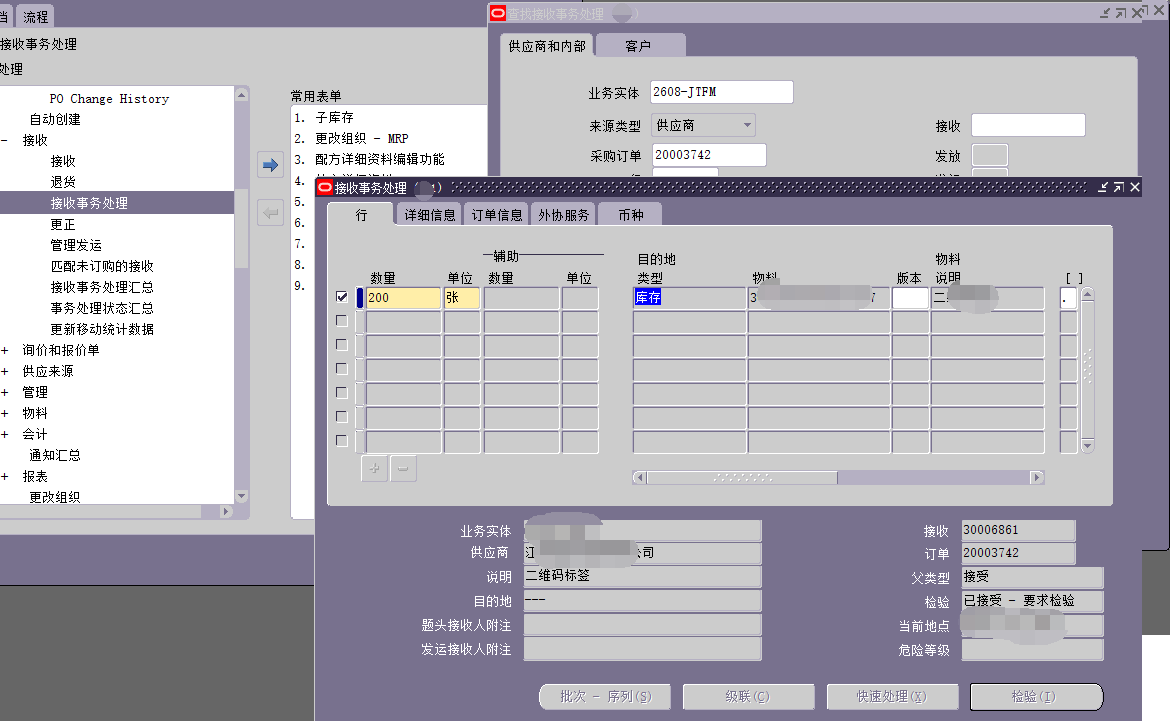 当 流程
接收事务处理
处理
PO Change History
自动创建
- 接收
接收
退货
接收事务处理
更正
管理发运
匹配未订购的接收
接收事务处理汇总
事务处理状态汇总
更新移动统计数据
+ 询价和报价单
+ 供应来源
+ 管理
+ 物料
+ 会计
通知汇总
+ 报表
更改组织
常用表单
1. 子库存
2. 更改组织 - MRP
3. 配方详细资料编辑功能
4.
5.
6.
7.
8.
9.
查找接收事务处理
供应商和内部 客户
业务实体 2608-JTFM
来源类型 供应商 接收
采购订单 20003742 发放
接收事务处理
行 详细信息 订单信息 外协服务 币种
辅助 目的地 物料
数量 单位 数量 单位 类型 物料 版本 说明 [ ]
200 张 库存 3 7 二 .
业务实体 接收 30006861
供应商 公司 订单 20003742
说明 二维码标签 父类型 接受
目的地 --- 检验 已接受 - 要求检验
题头接收人附注 当前地点
发运接收人附注 危险等级
批次 - 序列(S) 级联(C) 快速处理(X) 检验(I)